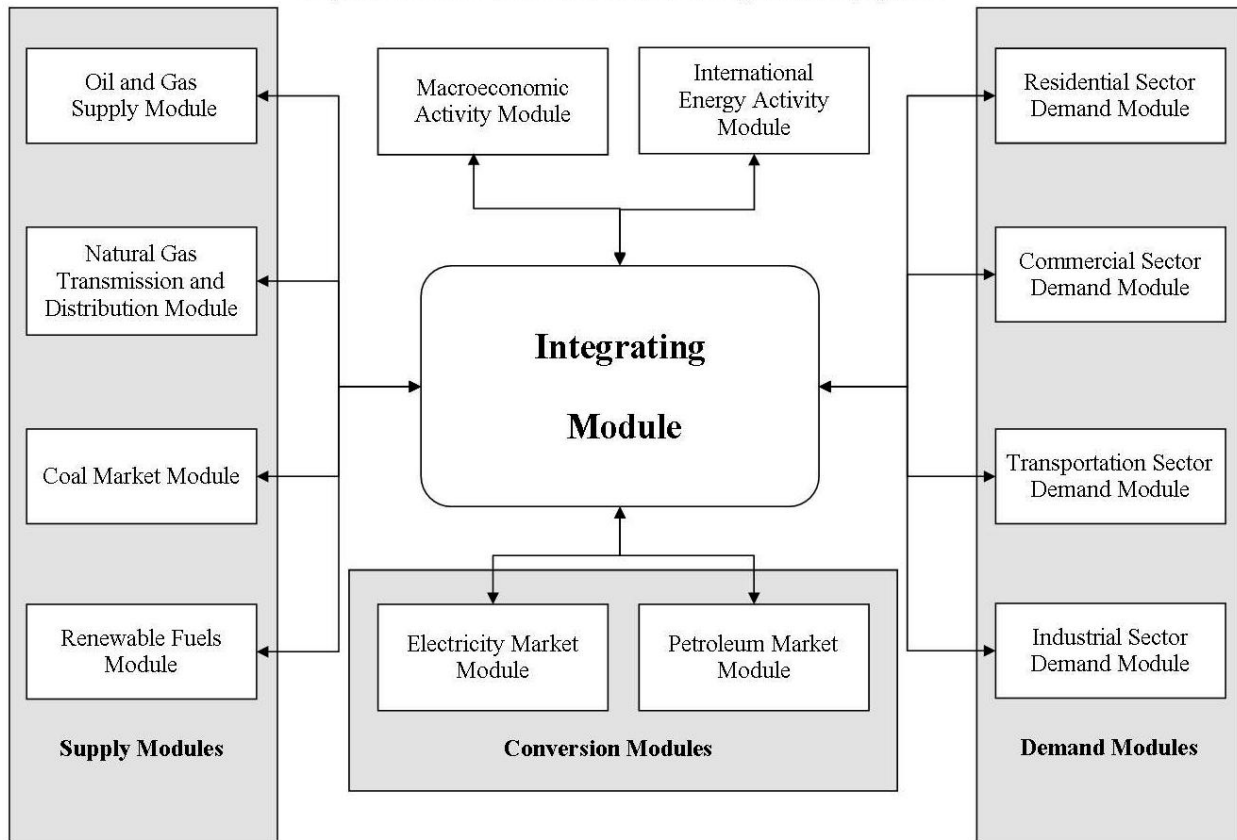 Oil and Gas
Supply Module
Natural Gas
Transmission and
Distribution Module
Coal Market Module
Renewable Fuels
Module
Supply Modules
Macroeconomic
Activity Module
International
Energy Activity
Module
Integrating
Module
Electricity Market
Module
Petroleum Market
Module
Conversion Modules
Residential Sector
Demand Module
Commercial Sector
Demand Module
Transportation Sector
Demand Module
Industrial Sector
Demand Module
Demand Modules